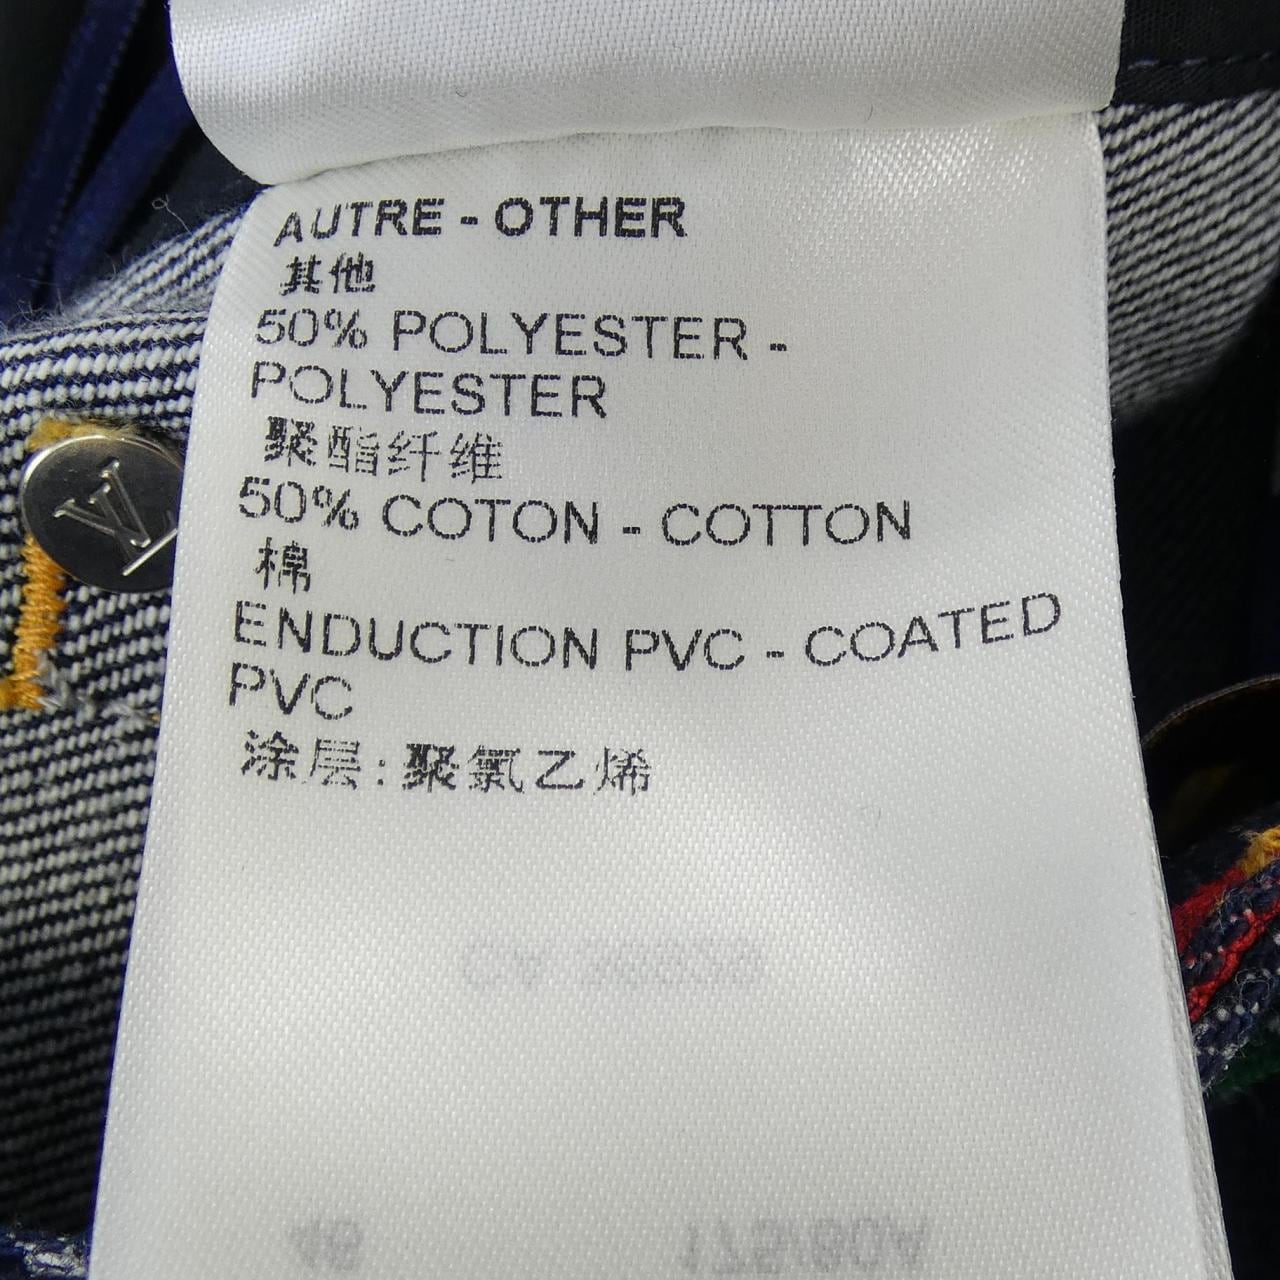 AUTRE - OTHER
其他
50% POLYESTER -
POLYESTER
聚酯纤维
50% COTON - COTTON
棉
ENDUCTION PVC - COATED
PVC
涂层:聚氯乙烯
LV